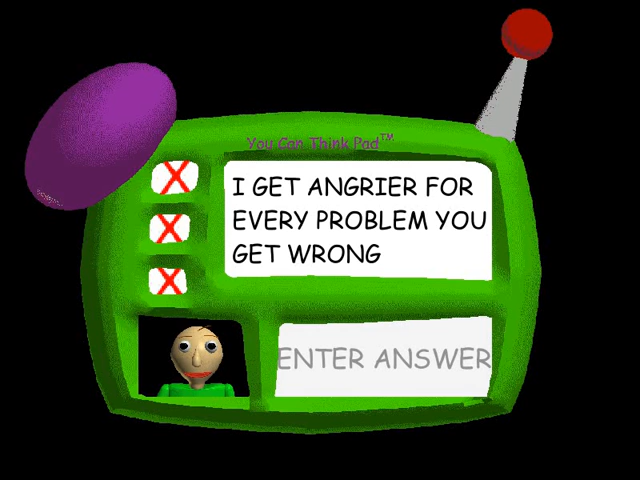 You Can Think Pad™
I GET ANGRIER FOR
EVERY PROBLEM YOU
GET WRONG
ENTER ANSWER